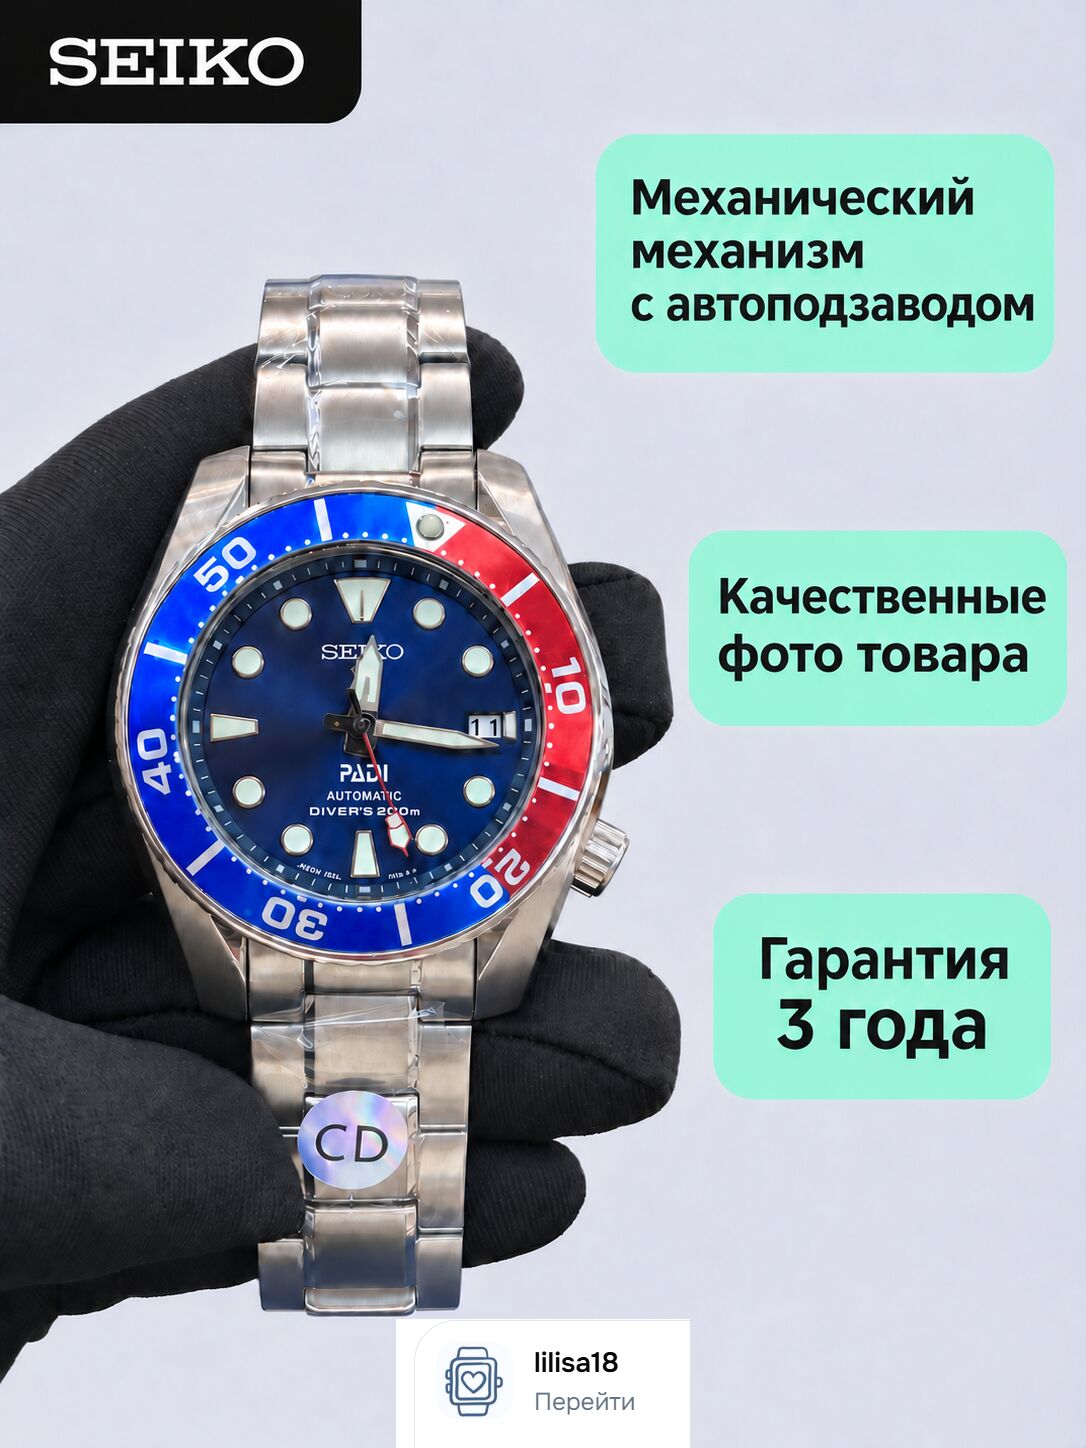 SEIKO
Механический
механизм
с автоподзаводом
50
10
SEIKO
11
Качественные
фото товара
40
PADI
AUTOMATIC
DIVER'S 200m
20
30
Гарантия
3 года
CD
lilisa18
Перейти